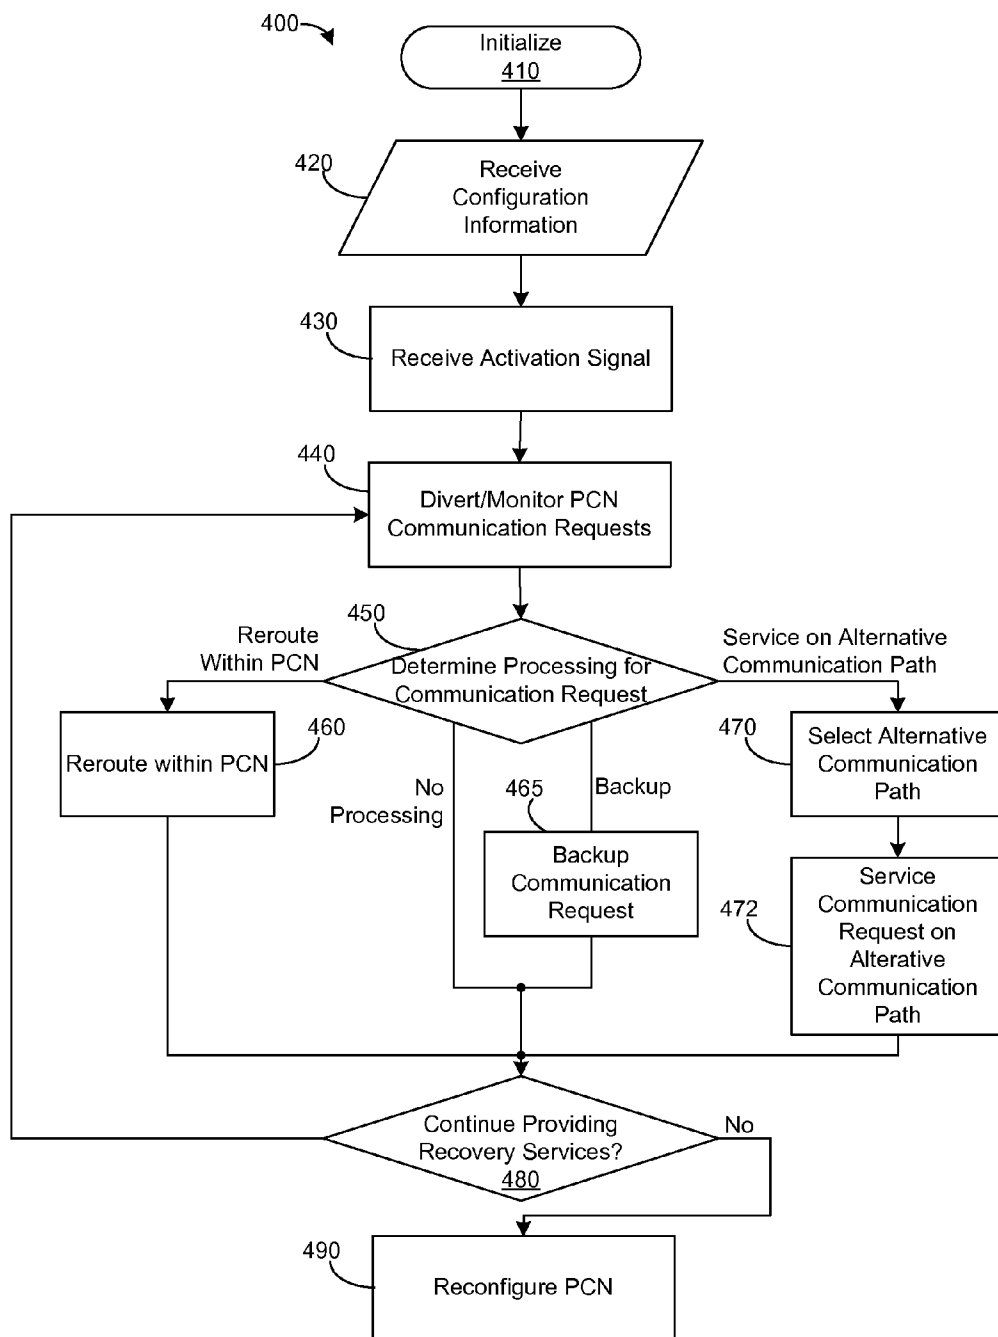 400
Initialize
410
420
Receive
Configuration
Information
430
Receive Activation Signal
440
Divert/Monitor PCN
Communication Requests
450
Reroute
Within PCN
Determine Processing for
Communication Request
Service on Alternative
Communication Path
Reroute within PCN
460
No
Processing
465
Backup
Backup
Communication
Request
470
Select Alternative
Communication
Path
472
Service
Communication
Request on
Alterative
Communication
Path
Continue Providing
Recovery Services?
480
No
490
Reconfigure PCN